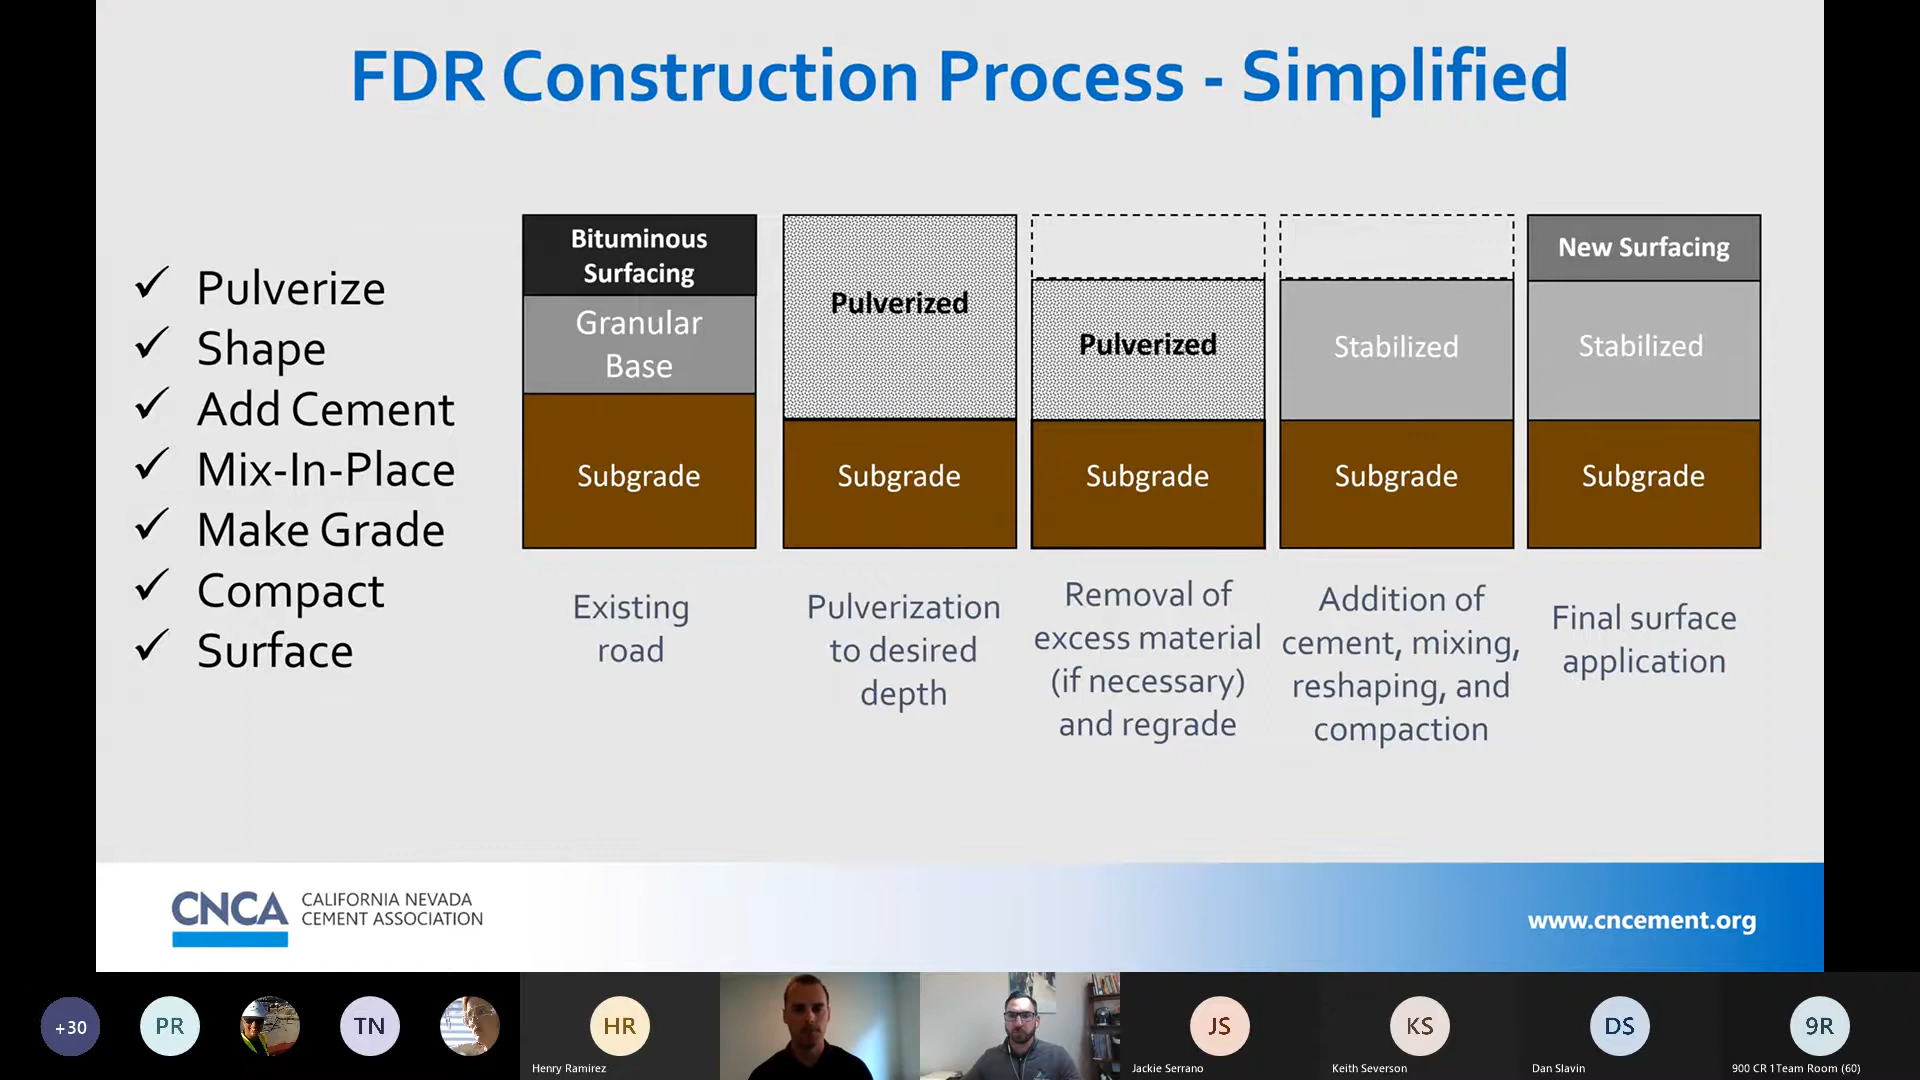 FDR Construction Process - Simplified
✓ Pulverize
✓ Shape
✓ Add Cement
✓ Mix-In-Place
✓ Make Grade
✓ Compact
✓ Surface
Bituminous
Surfacing
Granular
Base
Subgrade
Existing
road
Pulverized
Subgrade
Pulverization
to desired
depth
Pulverized
Subgrade
Removal of
excess material
(if necessary)
and regrade
Stabilized
Subgrade
Addition of
cement, mixing,
reshaping, and
compaction
New Surfacing
Stabilized
Subgrade
Final surface
application
CNCA
CALIFORNIA NEVADA
CEMENT ASSOCIATION
www.cncement.org
+30
PR
TN
HR
Henry Ramirez
JS
Jackie Serrano
KS
Keith Severson
DS
Dan Slavin
9R
900 CR 1Team Room (60)